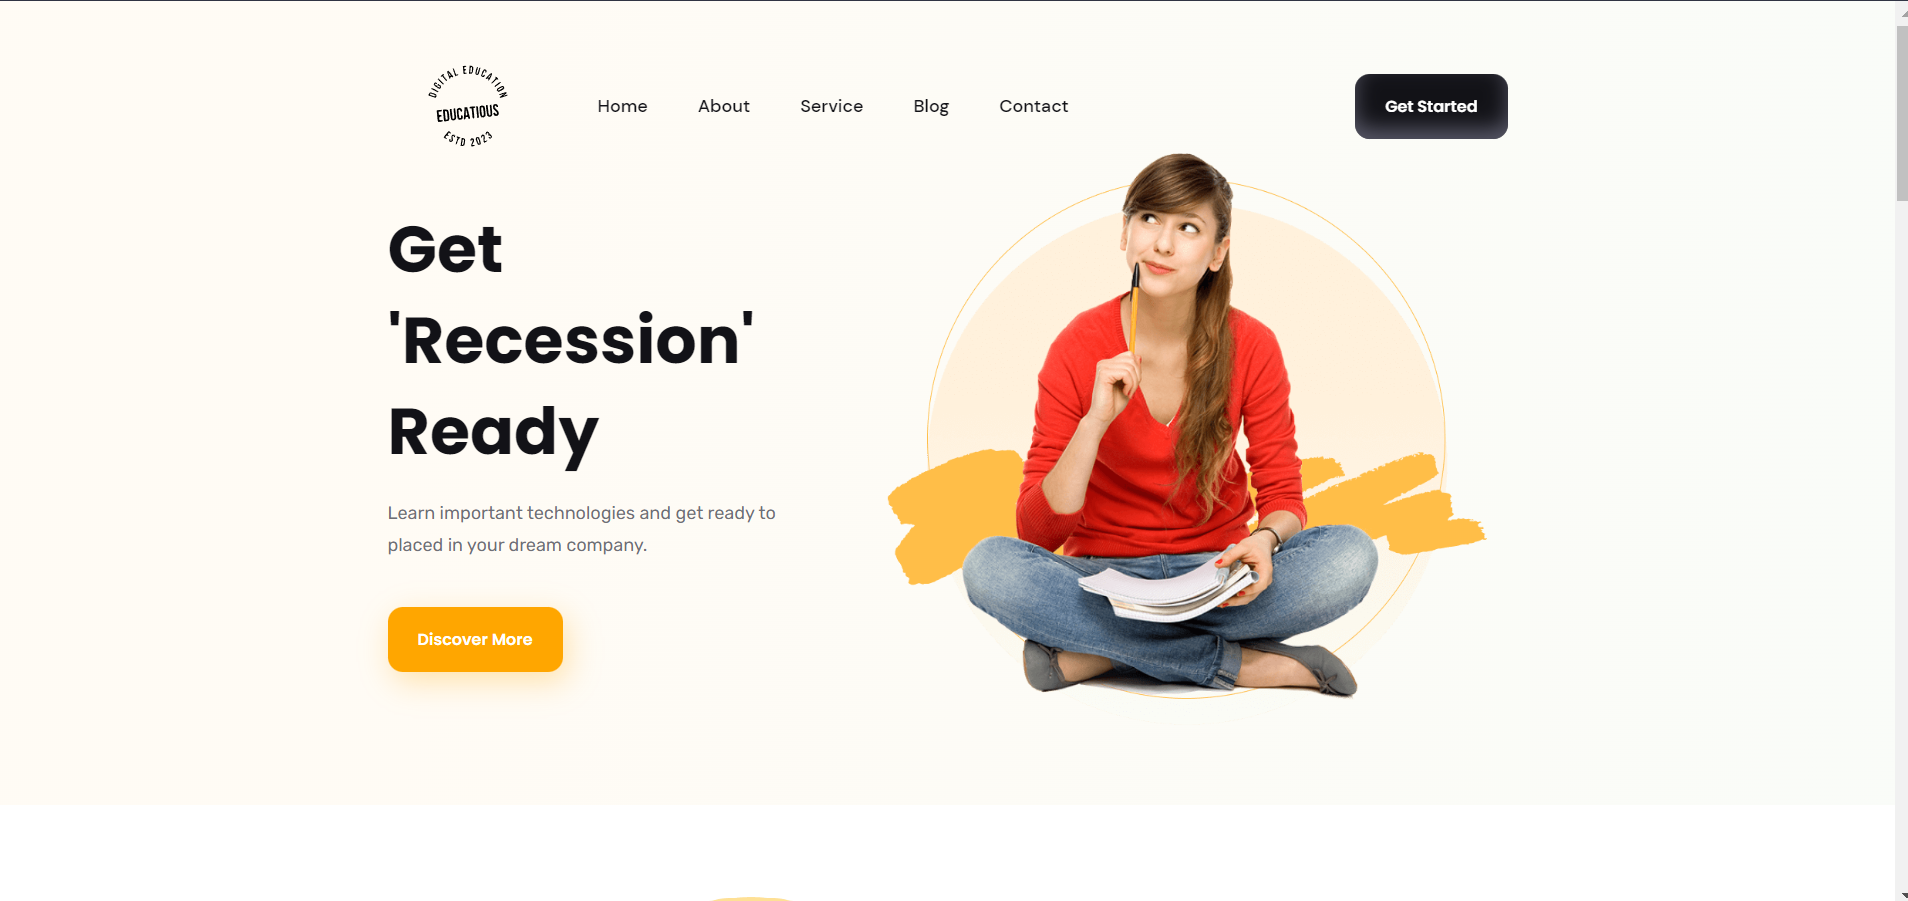 DIGITAL EDUCATION
EDUCATIOUS
ESTD 2023
Home
About
Service
Blog
Contact
Get Started
Get
'Recession'
Ready
Learn important technologies and get ready to
placed in your dream company.
Discover More